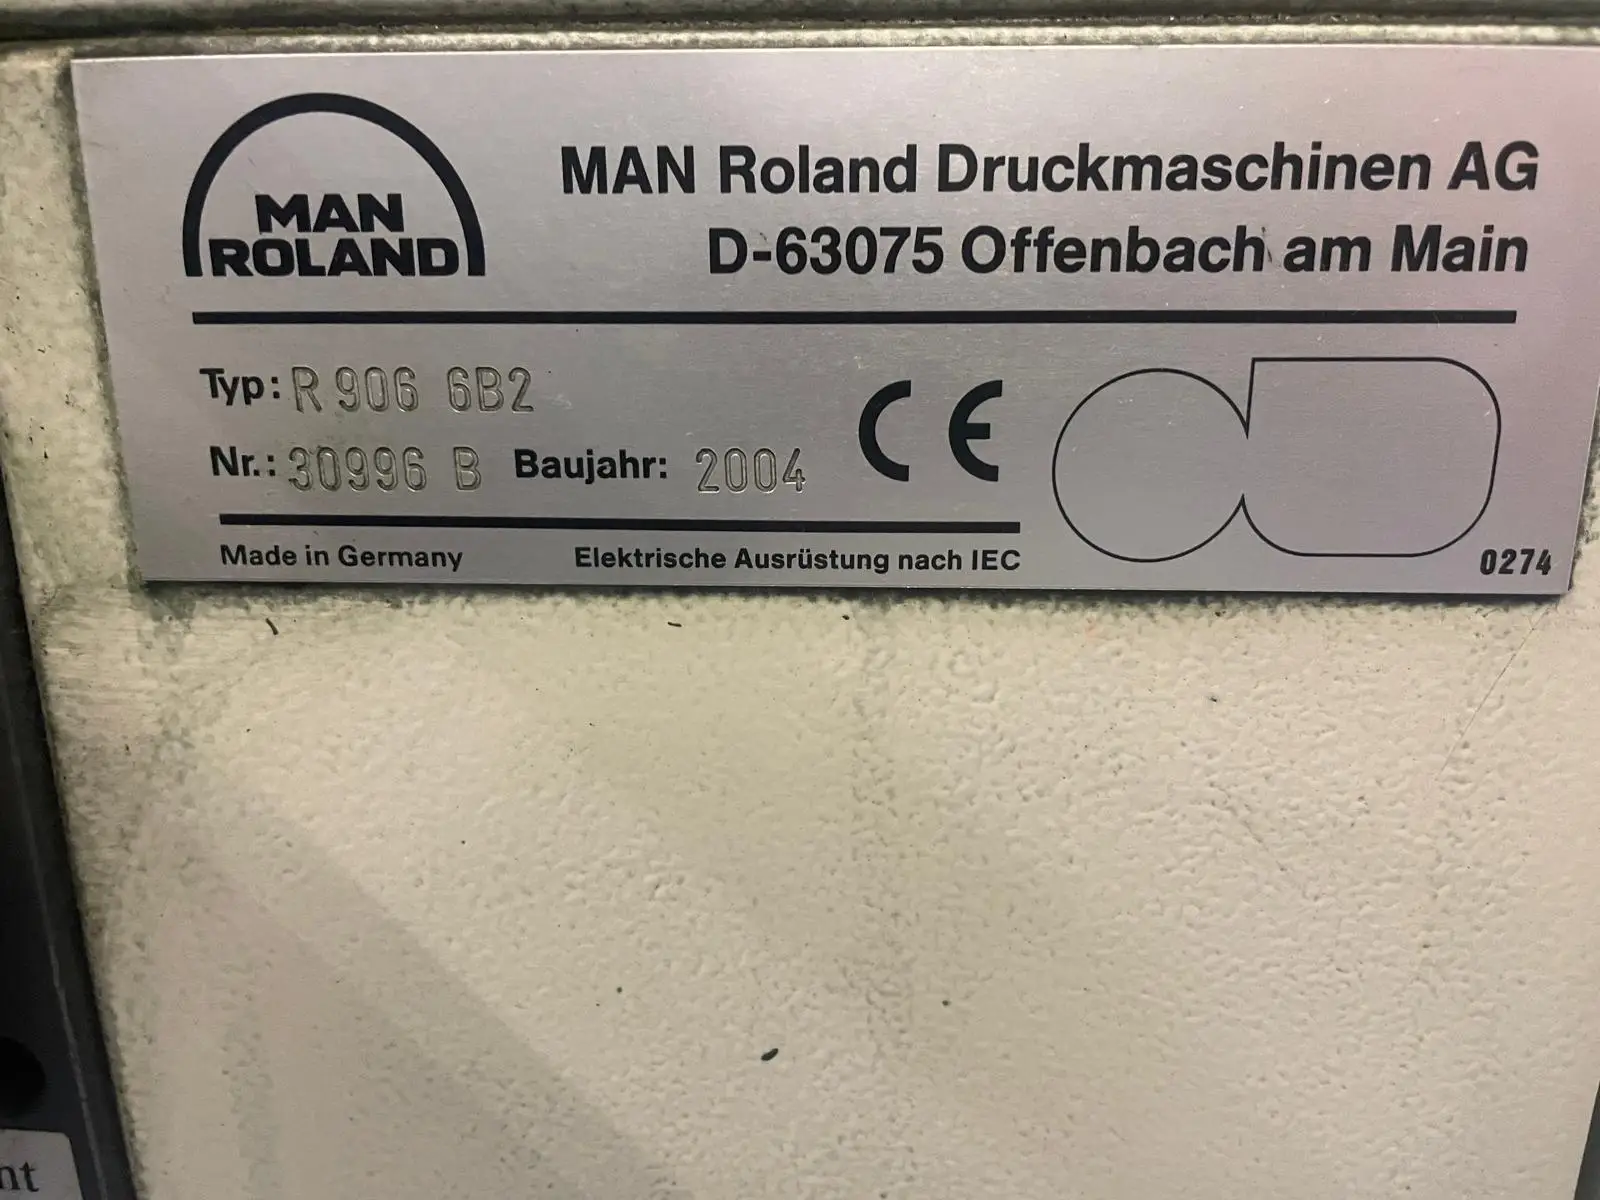 MAN
ROLAND
MAN Roland Druckmaschinen AG
D-63075 Offenbach am Main
Typ: R 906 6B2
Nr.: 30996 B Baujahr: 2004 CE
Made in Germany Elektrische Ausrüstung nach IEC
0274
nt